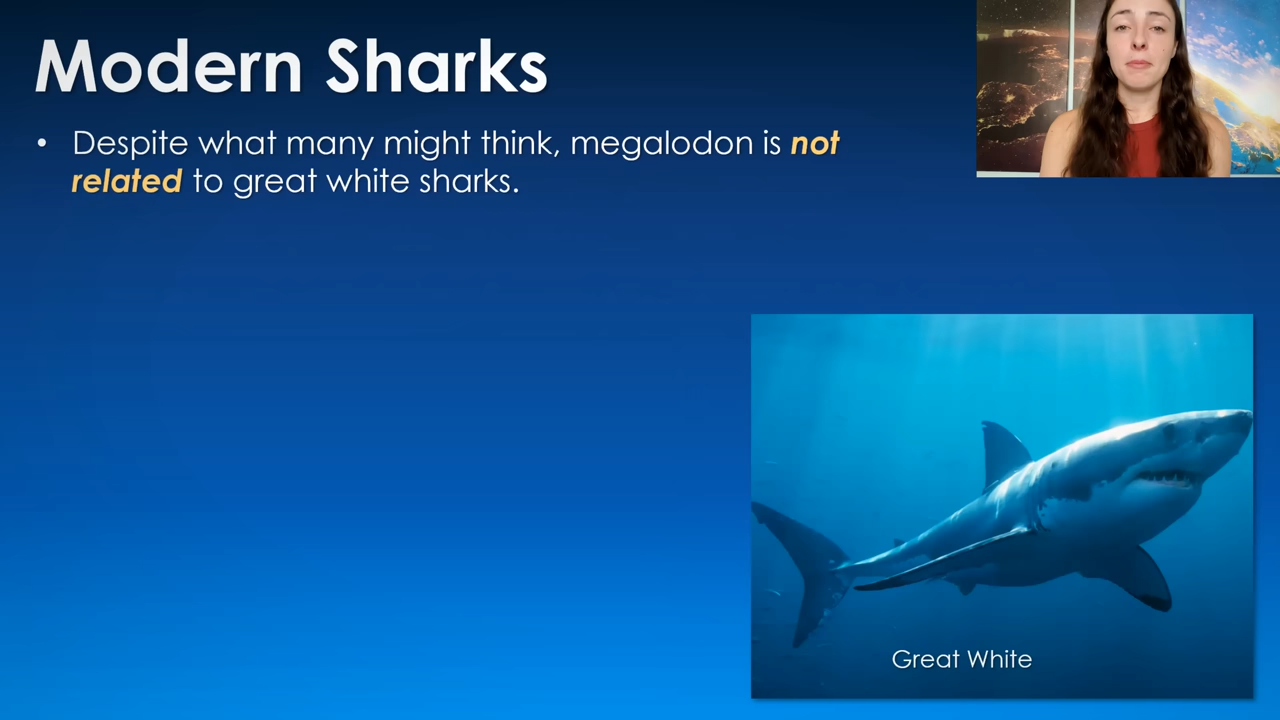 Modern Sharks
• Despite what many might think, megalodon is not
related to great white sharks.
Great White